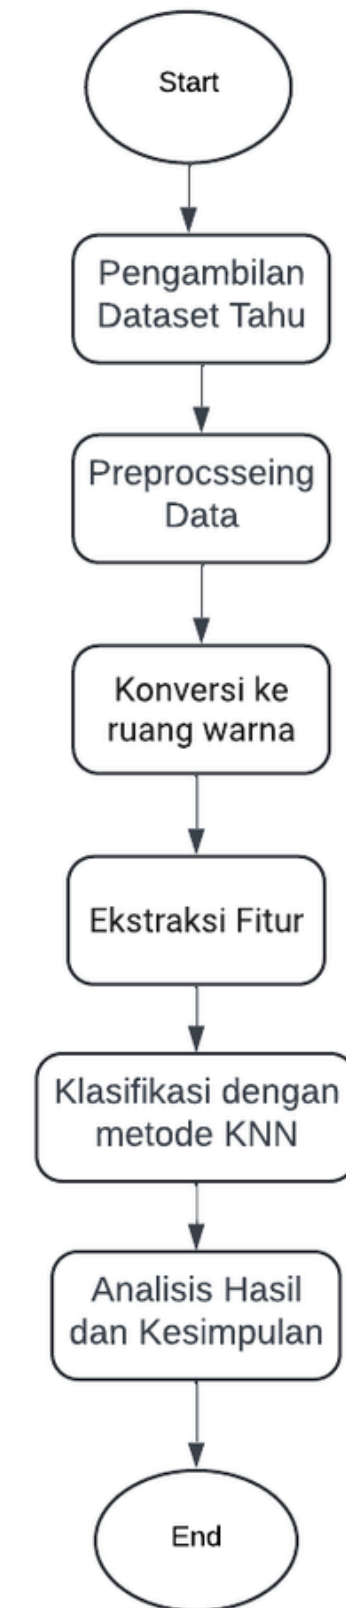 Start
Pengambilan
Dataset Tahu
Preprocsseing
Data
Konversi ke
ruang warna
Ekstraksi Fitur
Klasifikasi dengan
metode KNN
Analisis Hasil
dan Kesimpulan
End